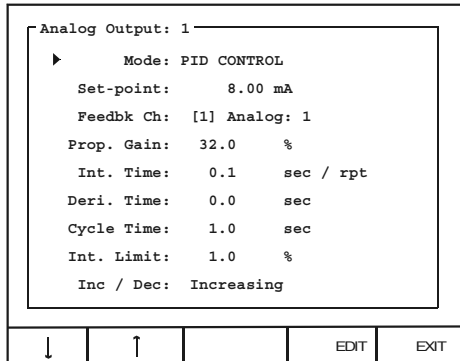 Analog Output: 1
Mode: PID CONTROL
Set-point: 8.00 mA
Feedbk Ch: [1] Analog: 1
Prop. Gain: 32.0 %
Int. Time: 0.1 sec / rpt
Deri. Time: 0.0 sec
Cycle Time: 1.0 sec
Int. Limit: 1.0 %
Inc / Dec: Increasing
↓ ↑ EDIT EXIT